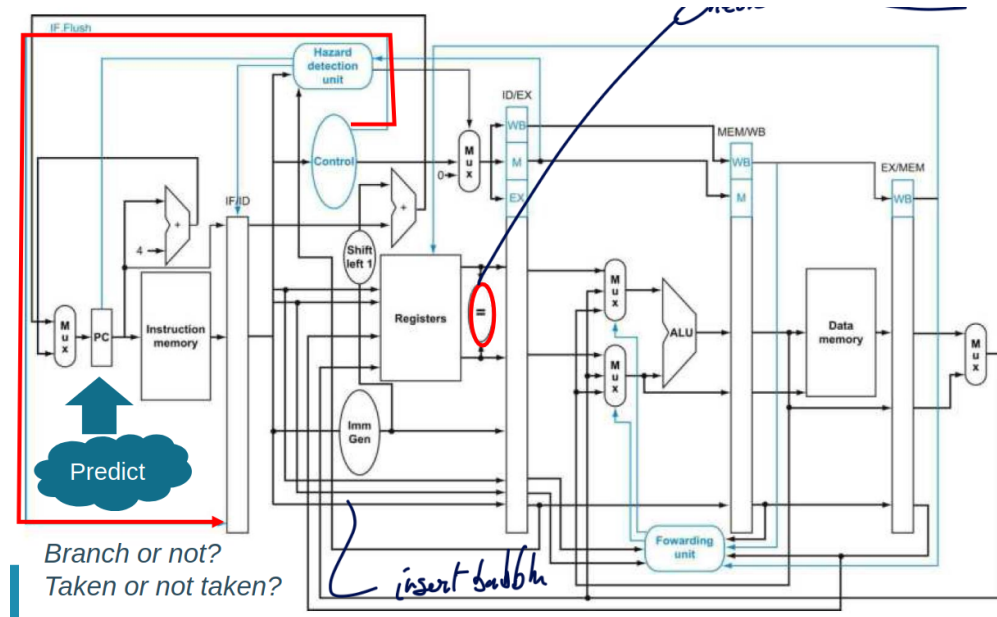 IF.Flush
Hazard
detection
unit
ID/EX
WB
MEM/WB
Control
M
u
x
M
WB
EX/MEM
0
EX
M
WB
IF/ID
+
+
4
Shift
left 1
M
u
x
Registers
=
M
u
x
PC
Instruction
memory
ALU
Data
memory
M
u
x
M
u
x
Imm
Gen
Predict
Fowarding
unit
Branch or not?
Taken or not taken?
insert